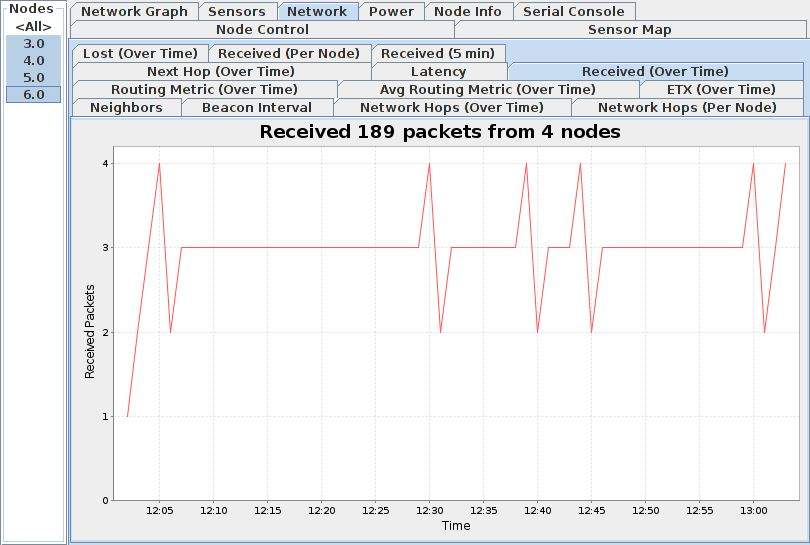 Nodes
<All>
3.0
4.0
5.0
6.0
Network Graph Sensors Network Power Node Info Serial Console
Node Control Sensor Map
Lost (Over Time) Received (Per Node) Received (5 min)
Next Hop (Over Time) Latency Received (Over Time)
Routing Metric (Over Time) Avg Routing Metric (Over Time) ETX (Over Time)
Neighbors Beacon Interval Network Hops (Over Time) Network Hops (Per Node)
Received 189 packets from 4 nodes
Received Packets
4
3
2
1
0
12:05 12:10 12:15 12:20 12:25 12:30 12:35 12:40 12:45 12:50 12:55 13:00
Time